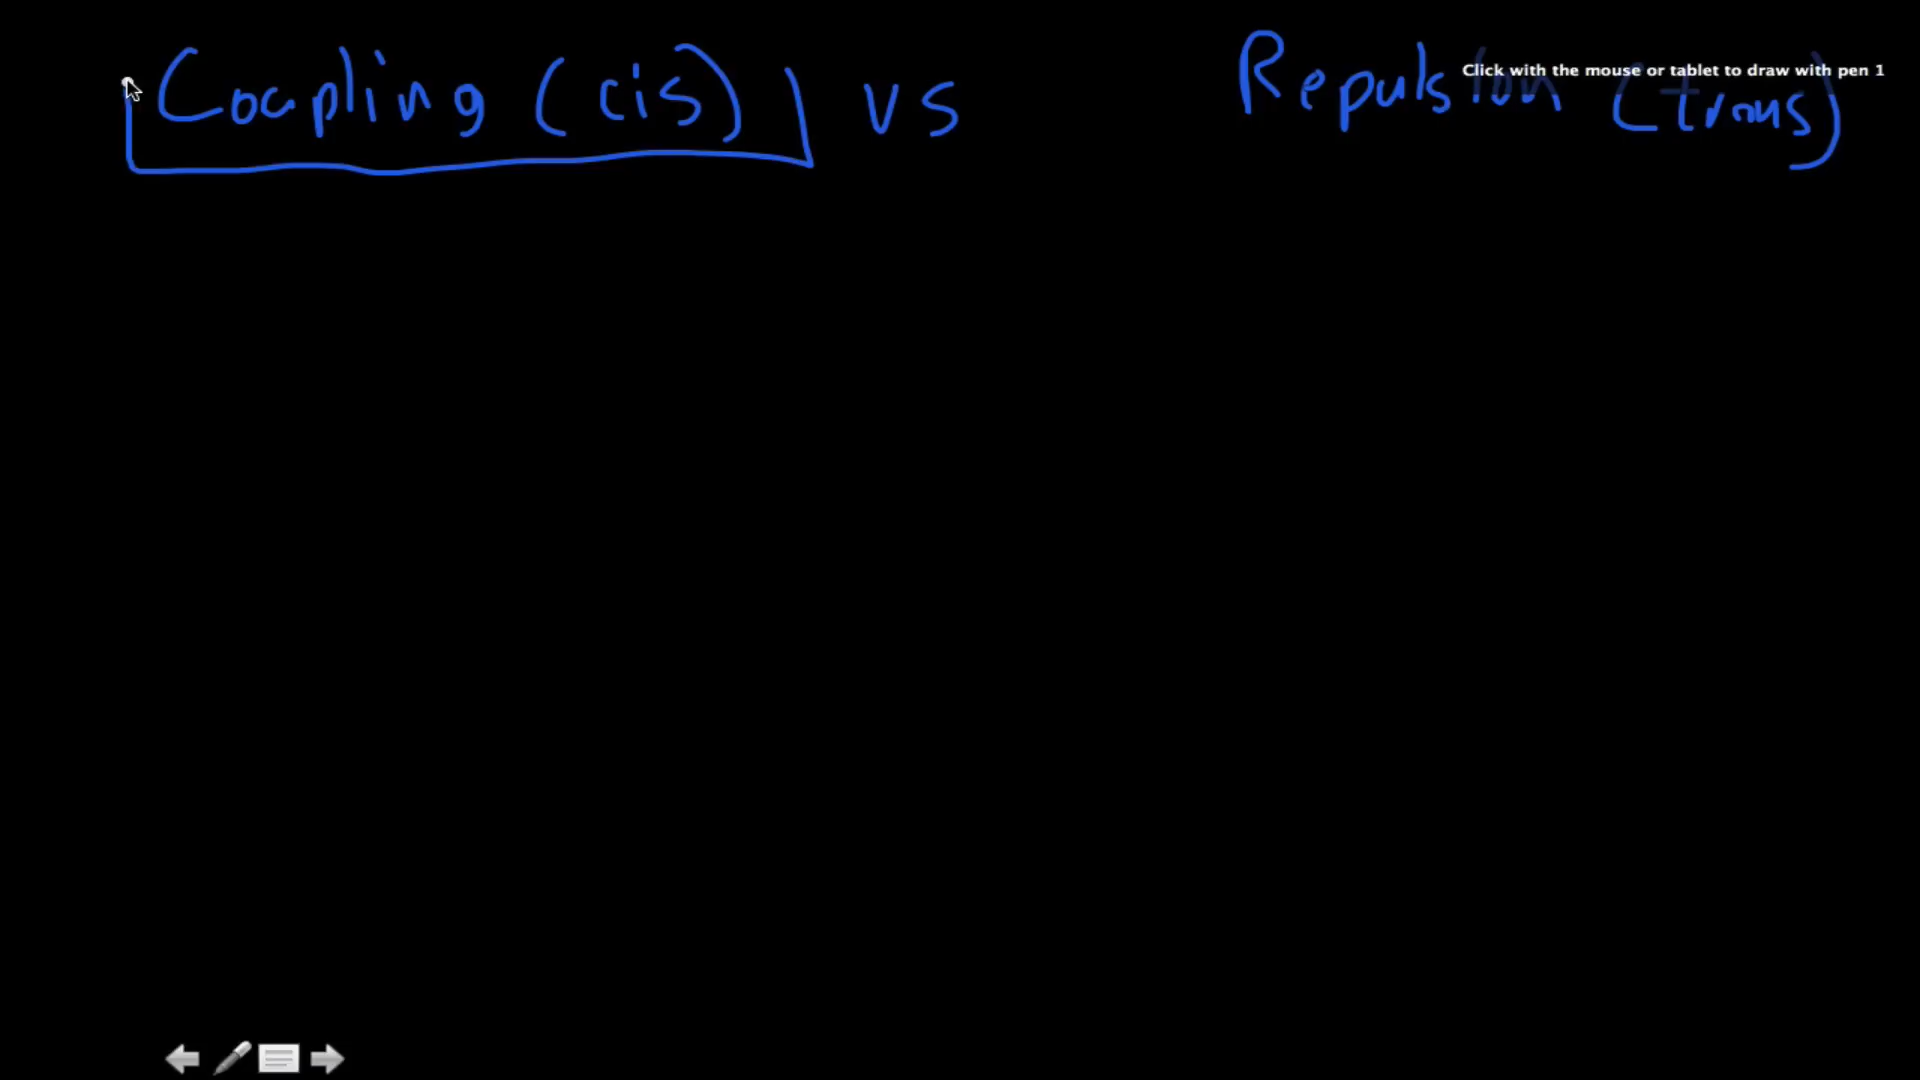 Coupling (cis) vs Repulsion (trans)
Click with the mouse or tablet to draw with pen 1